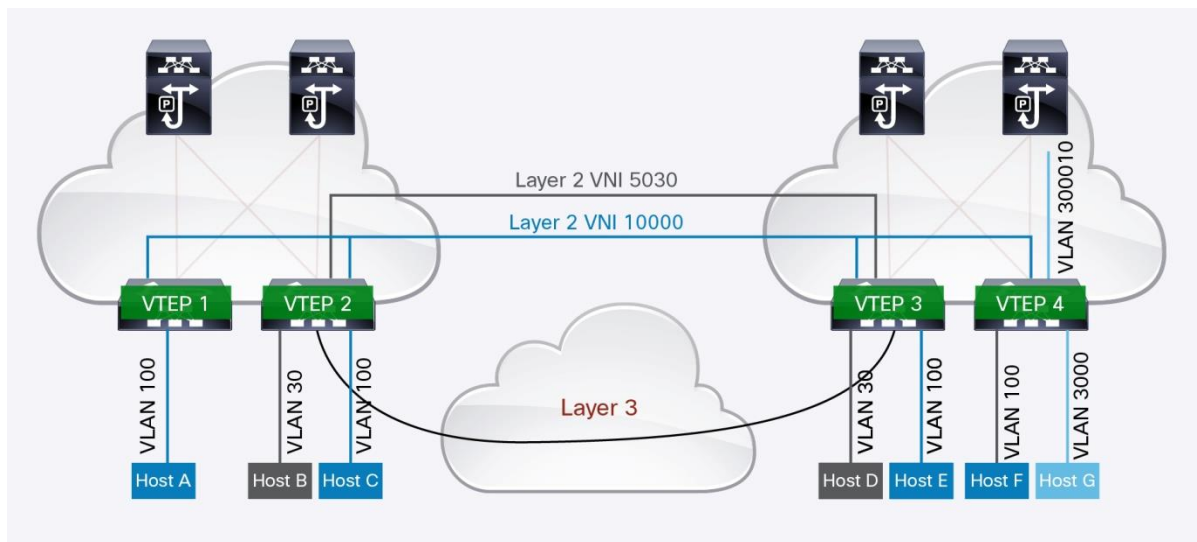 P
P
P
P
Layer 2 VNI 5030
Layer 2 VNI 10000
VLAN 300010
VTEP 1
VTEP 2
VTEP 3
VTEP 4
VLAN 100
VLAN 30
VLAN 100
Layer 3
VLAN 30
VLAN 100
VLAN 100
VLAN 3000
Host A
Host B
Host C
Host D
Host E
Host F
Host G